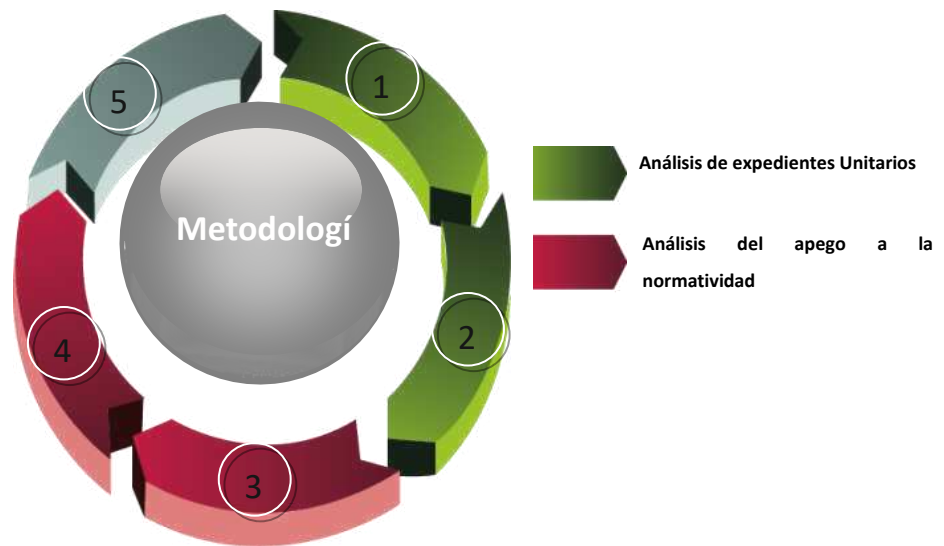 1
5
Análisis de expedientes Unitarios
Metodologí
Análisis del apego a la
normatividad
2
4
3